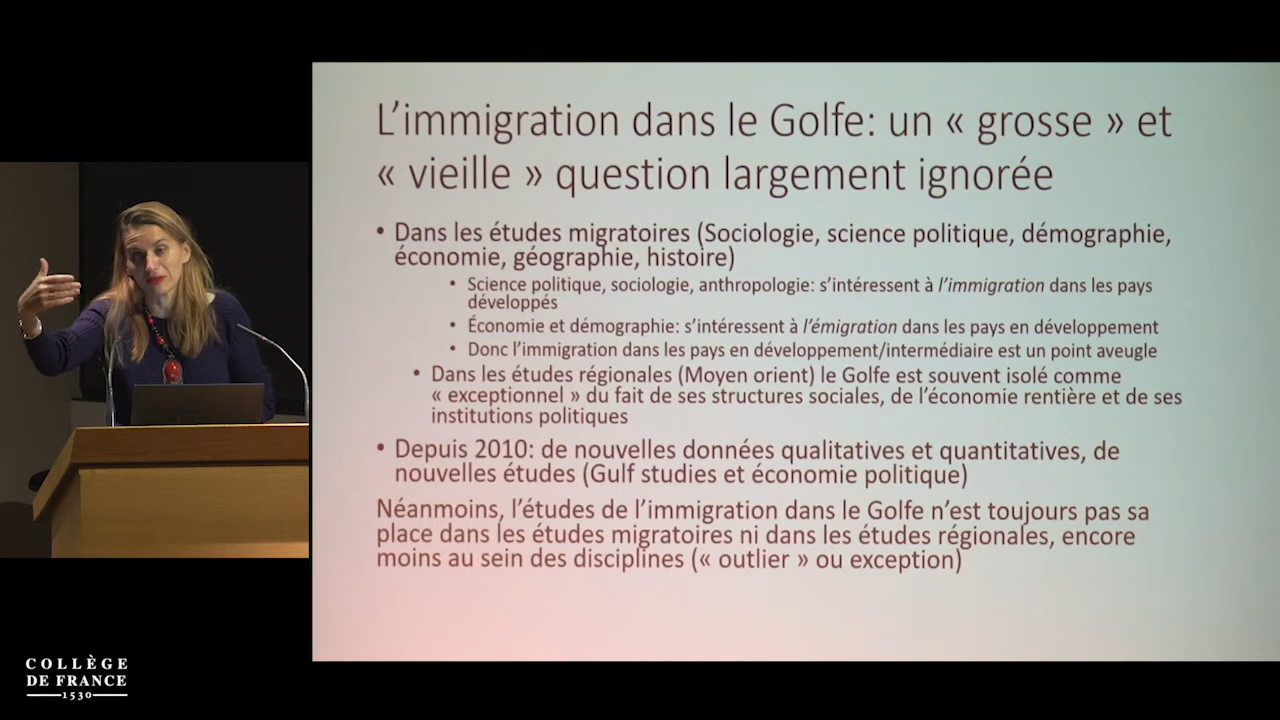 L'immigration dans le Golfe: un « grosse » et
« vieille » question largement ignorée
• Dans les études migratoires (Sociologie, science politique, démographie,
économie, géographie, histoire)
• Science politique, sociologie, anthropologie: s'intéressent à l'immigration dans les pays
développés
• Économie et démographie: s'intéressent à l'émigration dans les pays en développement
• Donc l'immigration dans les pays en développement/intermédiaire est un point aveugle
• Dans les études régionales (Moyen orient) le Golfe est souvent isolé comme
« exceptionnel » du fait de ses structures sociales, de l'économie rentière et de ses
institutions politiques
• Depuis 2010: de nouvelles données qualitatives et quantitatives, de
nouvelles études (Gulf studies et économie politique)
Néanmoins, l'études de l'immigration dans le Golfe n'est toujours pas sa
place dans les études migratoires ni dans les études régionales, encore
moins au sein des disciplines (« outlier » ou exception)
COLLÈGE
DE FRANCE
1530